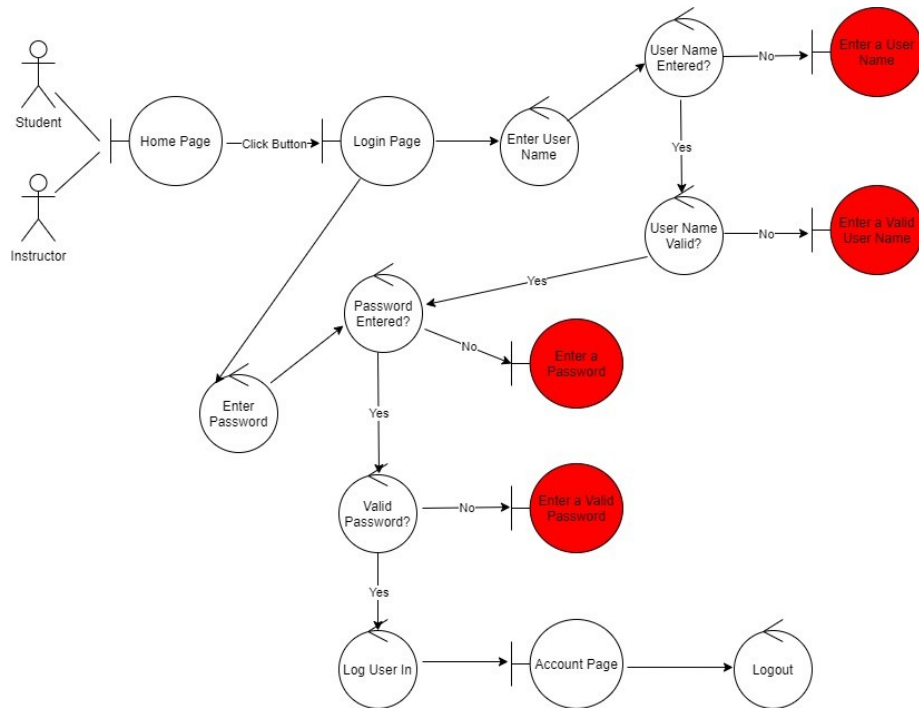 User Name
Entered?
No
Enter a User
Name
Student
Home Page
Click Button
Login Page
Enter User
Name
Yes
Instructor
User Name
Valid?
No
Enter a Valid
User Name
Yes
Password
Entered?
No
Enter a
Password
Enter
Password
Yes
Valid
Password?
No
Enter a Valid
Password
Yes
Log User In
Account Page
Logout